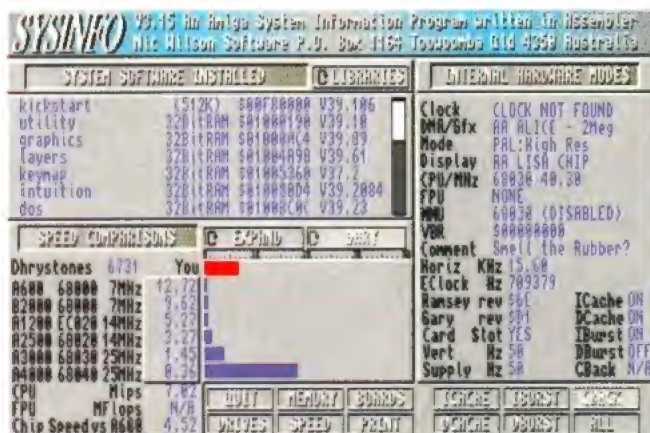 SYSINFO V3.15 An Amiga System Information Program written in Assembler
Nic Wilson Software P.O. Box 1164 Toowoomba Qld 4350 Australia
SYSTEM SOFTWARE INSTALLED
LIBRARIES
kickstart (512K) $00F80000 V39.106
utility 32BitRAM V39.10
graphics 32BitRAM V39.89
layers 32BitRAM V39.61
keymap 32BitRAM V37.2
intuition 32BitRAM V39.2084
dos 32BitRAM V39.23
INTERNAL HARDWARE MODES
Clock CLOCK NOT FOUND
DMA/Gfx AA ALICE - 2Meg
Mode PAL:High Res
Display AA LISA CHIP
CPU/MHz 68030 40.30
FPU NONE
MMU 68030 (DISABLED)
VBR $00000000
Comment Smell the Rubber?
Horiz KHz 15.60
EClock Hz 709379
Ramsey rev ICache ON
Gary rev DCache ON
Card Slot YES IBurst ON
Vert Hz 50 DBurst OFF
Supply Hz 50 CBack N/A
SPEED COMPARISONS
EXPAND
Dhrystones 6731 You
A600 68000 7MHz 12.72
B2000 68000 7MHz 9.62
A1200 EC020 14MHz 5.23
A2500 68020 14MHz 3.27
A3000 68030 25MHz 1.45
A4000 68040 25MHz 0.36
CPU Mips 7.02
FPU MFlops N/A
Chip Speed vs A600 4.52
QUIT MEMORY BOARDS
DRIVES SPEED PRINT
ICACHE IBURST CBACK
DCACHE DBURST ALL